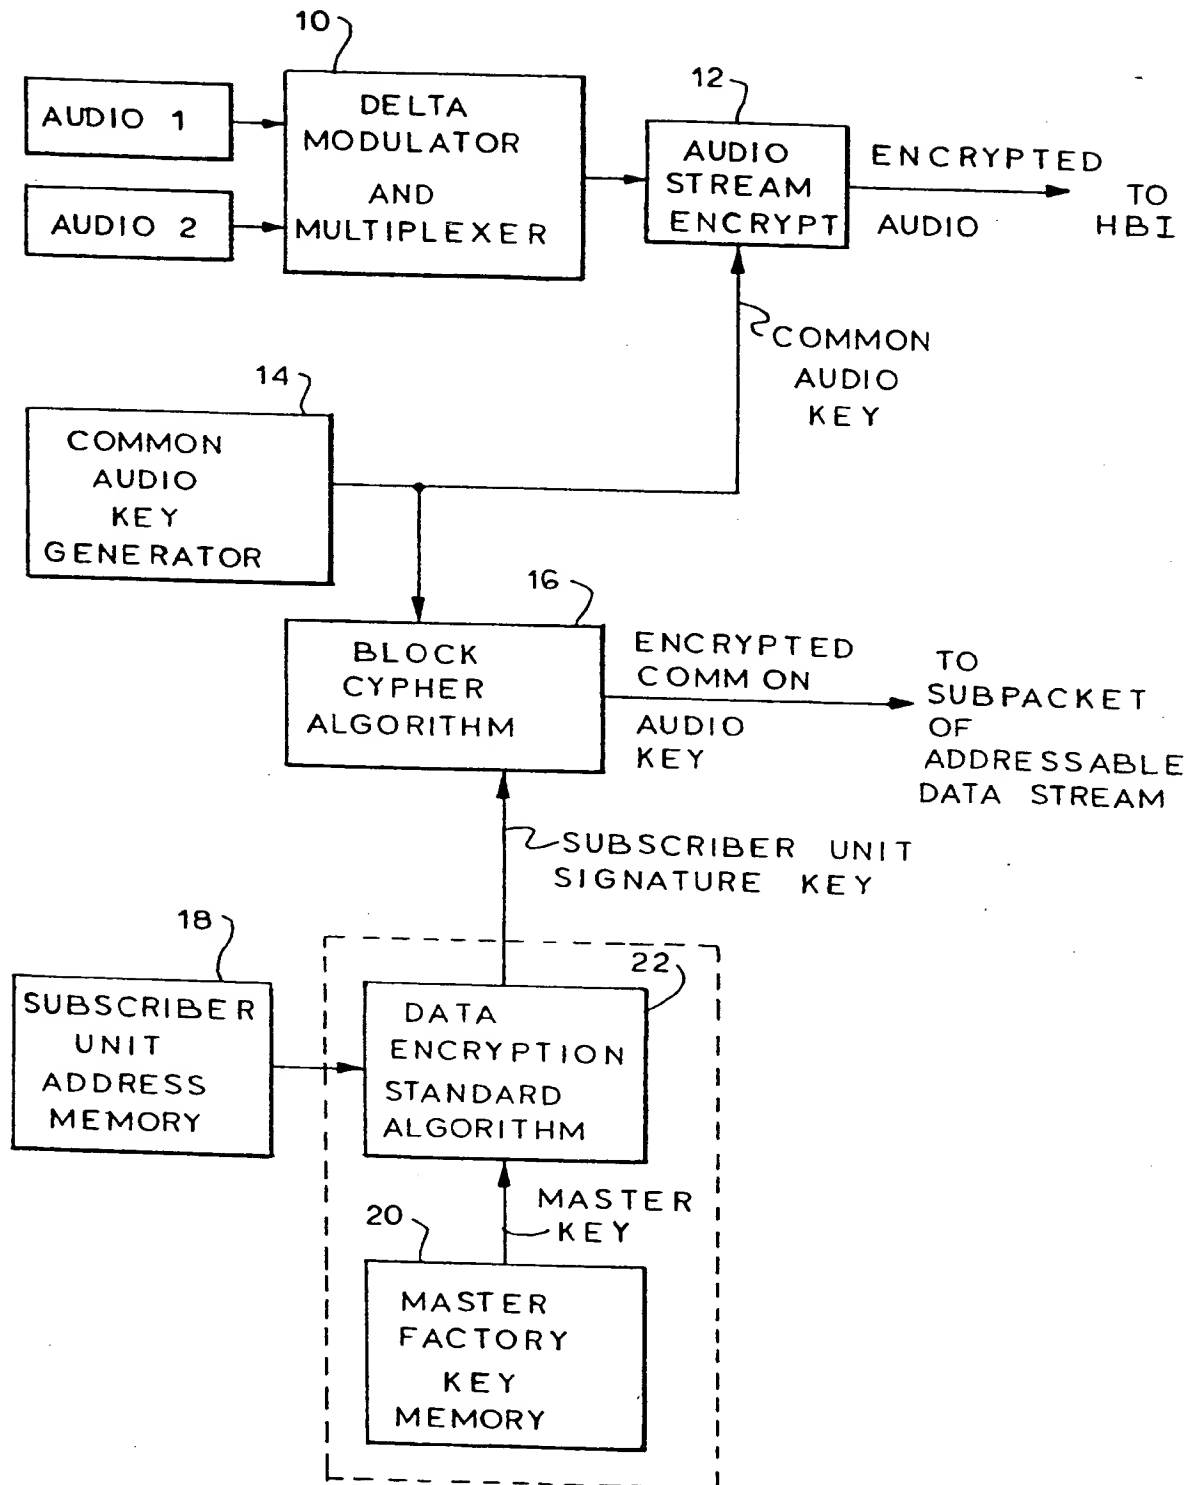 10
AUDIO 1
DELTA
MODULATOR
AND
MULTIPLEXER
AUDIO 2
12
AUDIO
STREAM
ENCRYPT
ENCRYPTED
AUDIO
TO
HBI
COMMON
AUDIO
KEY
14
COMMON
AUDIO
KEY
GENERATOR
16
BLOCK
CYPHER
ALGORITHM
ENCRYPTED
COMMON
AUDIO
KEY
TO
SUBPACKET
OF
ADDRESSABLE
DATA STREAM
SUBSCRIBER UNIT
SIGNATURE KEY
18
SUBSCRIBER
UNIT
ADDRESS
MEMORY
22
DATA
ENCRYPTION
STANDARD
ALGORITHM
MASTER
KEY
20
MASTER
FACTORY
KEY
MEMORY